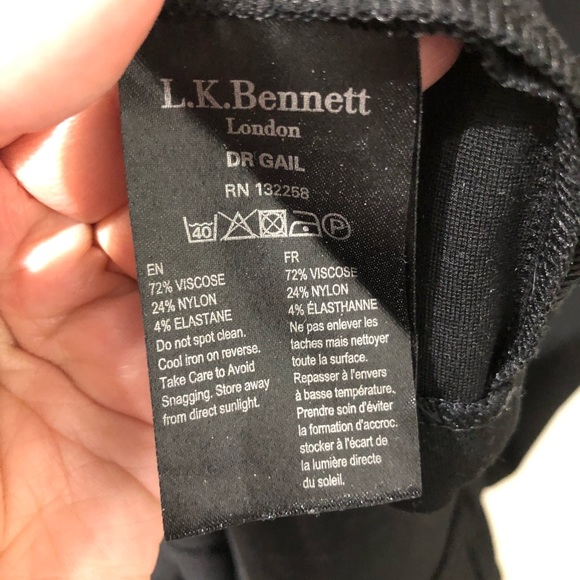 L.K.Bennett
London
DR GAIL
RN 132258
40 P
EN
72% VISCOSE
24% NYLON
4% ELASTANE
Do not spot clean.
Cool iron on reverse.
Take Care to Avoid
Snagging. Store away
from direct sunlight.
FR
72% VISCOSE
24% NYLON
4% ÉLASTHANNE
Ne pas enlever les
taches mais nettoyer
toute la surface.
Repasser à l'envers
à basse température.
Prendre soin d'éviter
la formation d'accroc.
stocker à l'écart de
la lumière directe
du soleil.